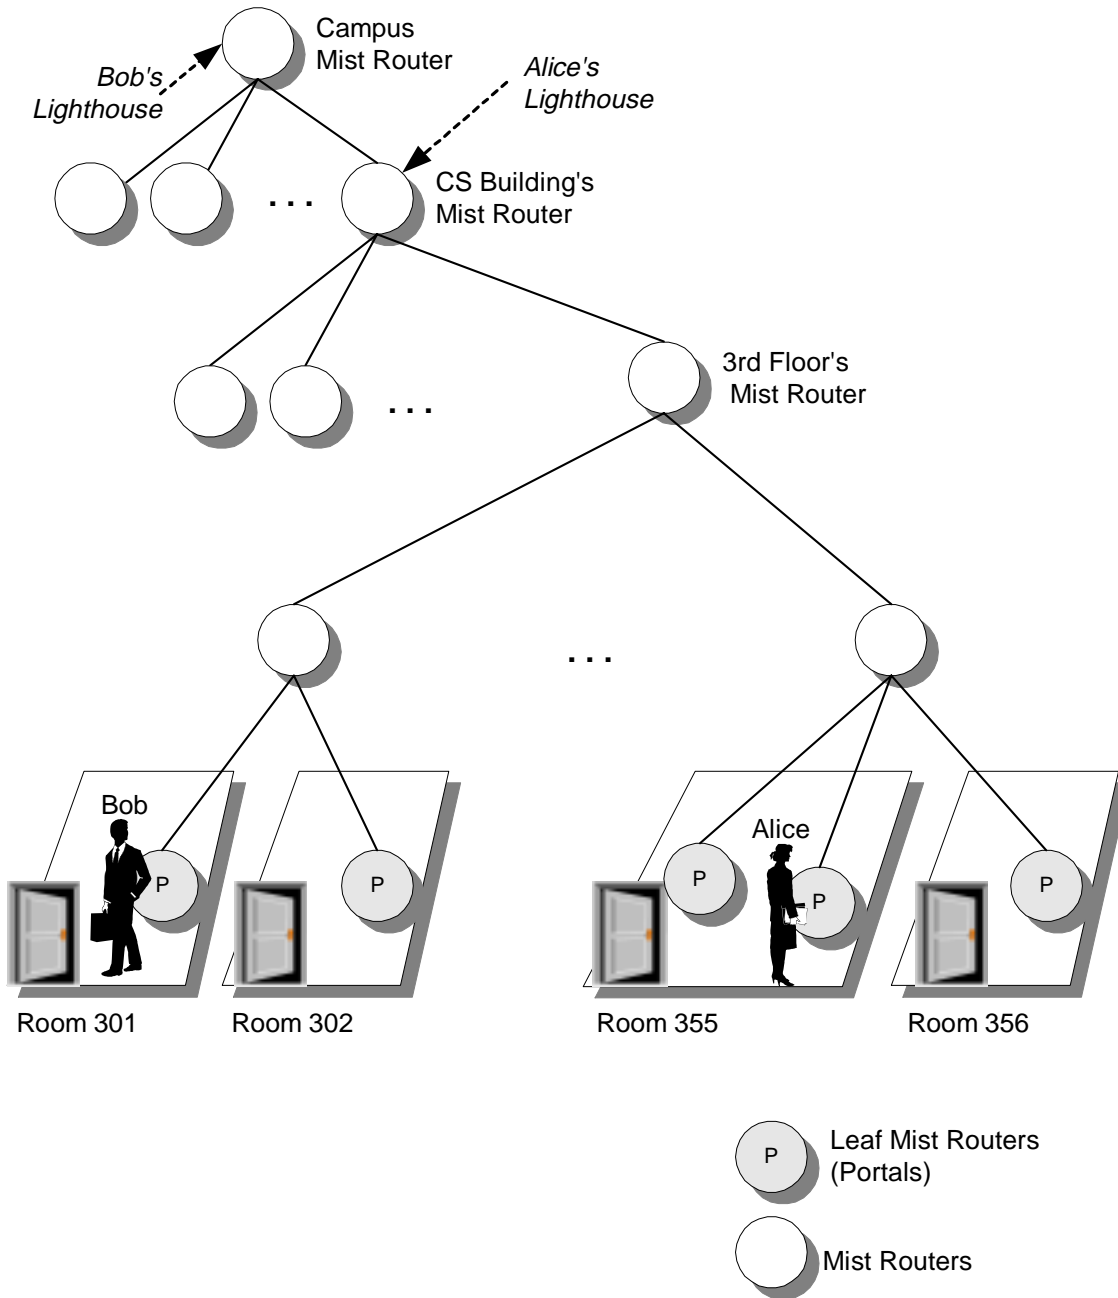 Campus
Mist Router
Bob's
Lighthouse
Alice's
Lighthouse
. . .
CS Building's
Mist Router
. . .
3rd Floor's
Mist Router
. . .
Bob
Alice
P
P
P
P
P
Room 301
Room 302
Room 355
Room 356
P
Leaf Mist Routers
(Portals)
Mist Routers